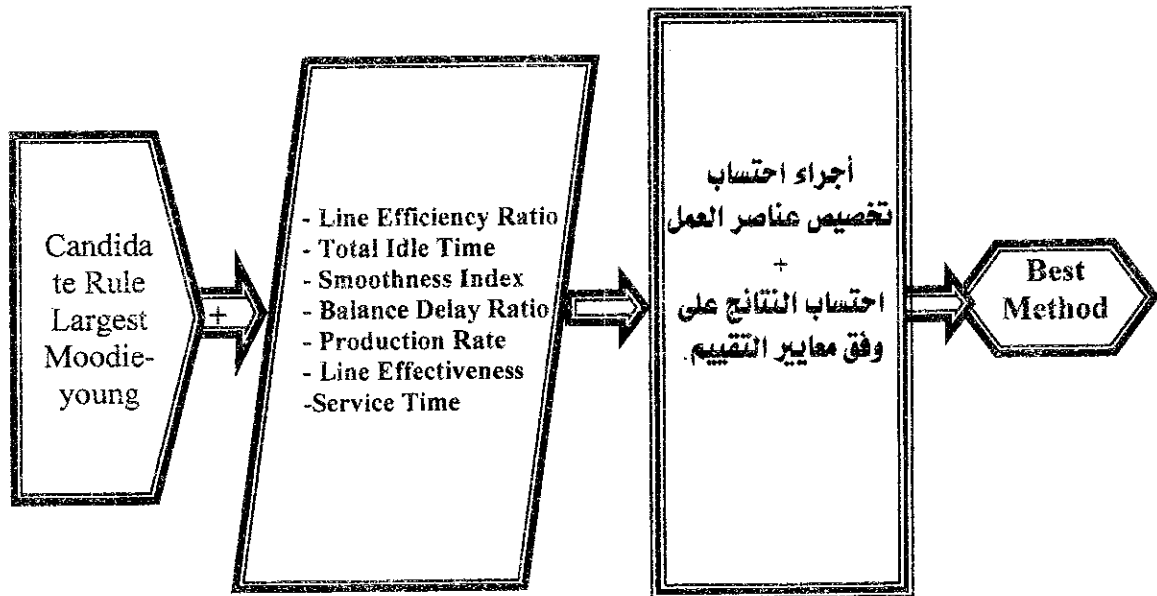 Candida
te Rule
Largest
Moodie-
young
+
- Line Efficiency Ratio
- Total Idle Time
- Smoothness Index
- Balance Delay Ratio
- Production Rate
- Line Effectiveness
-Service Time
أجراء احتساب
تخصيص عناصر العمل
+
احتساب النتائج على
وفق معايير التقييم.
Best
Method